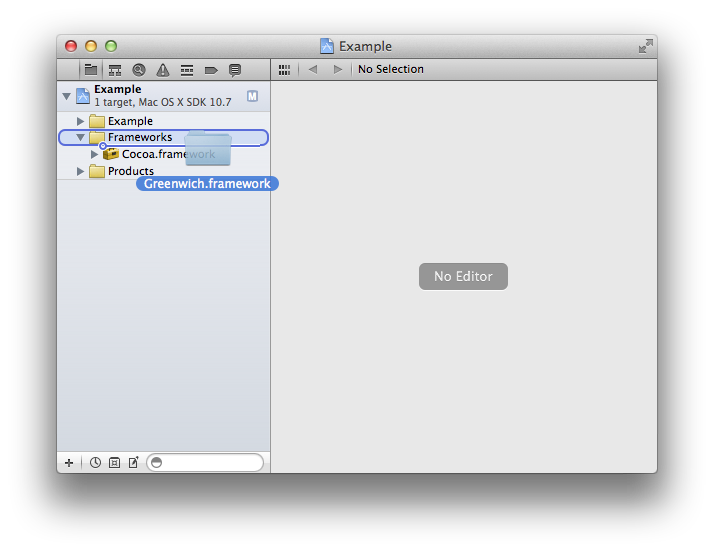 Example
No Selection
Example
1 target, Mac OS X SDK 10.7
M
Example
Frameworks
Cocoa.framework
Products
Greenwich.framework
No Editor